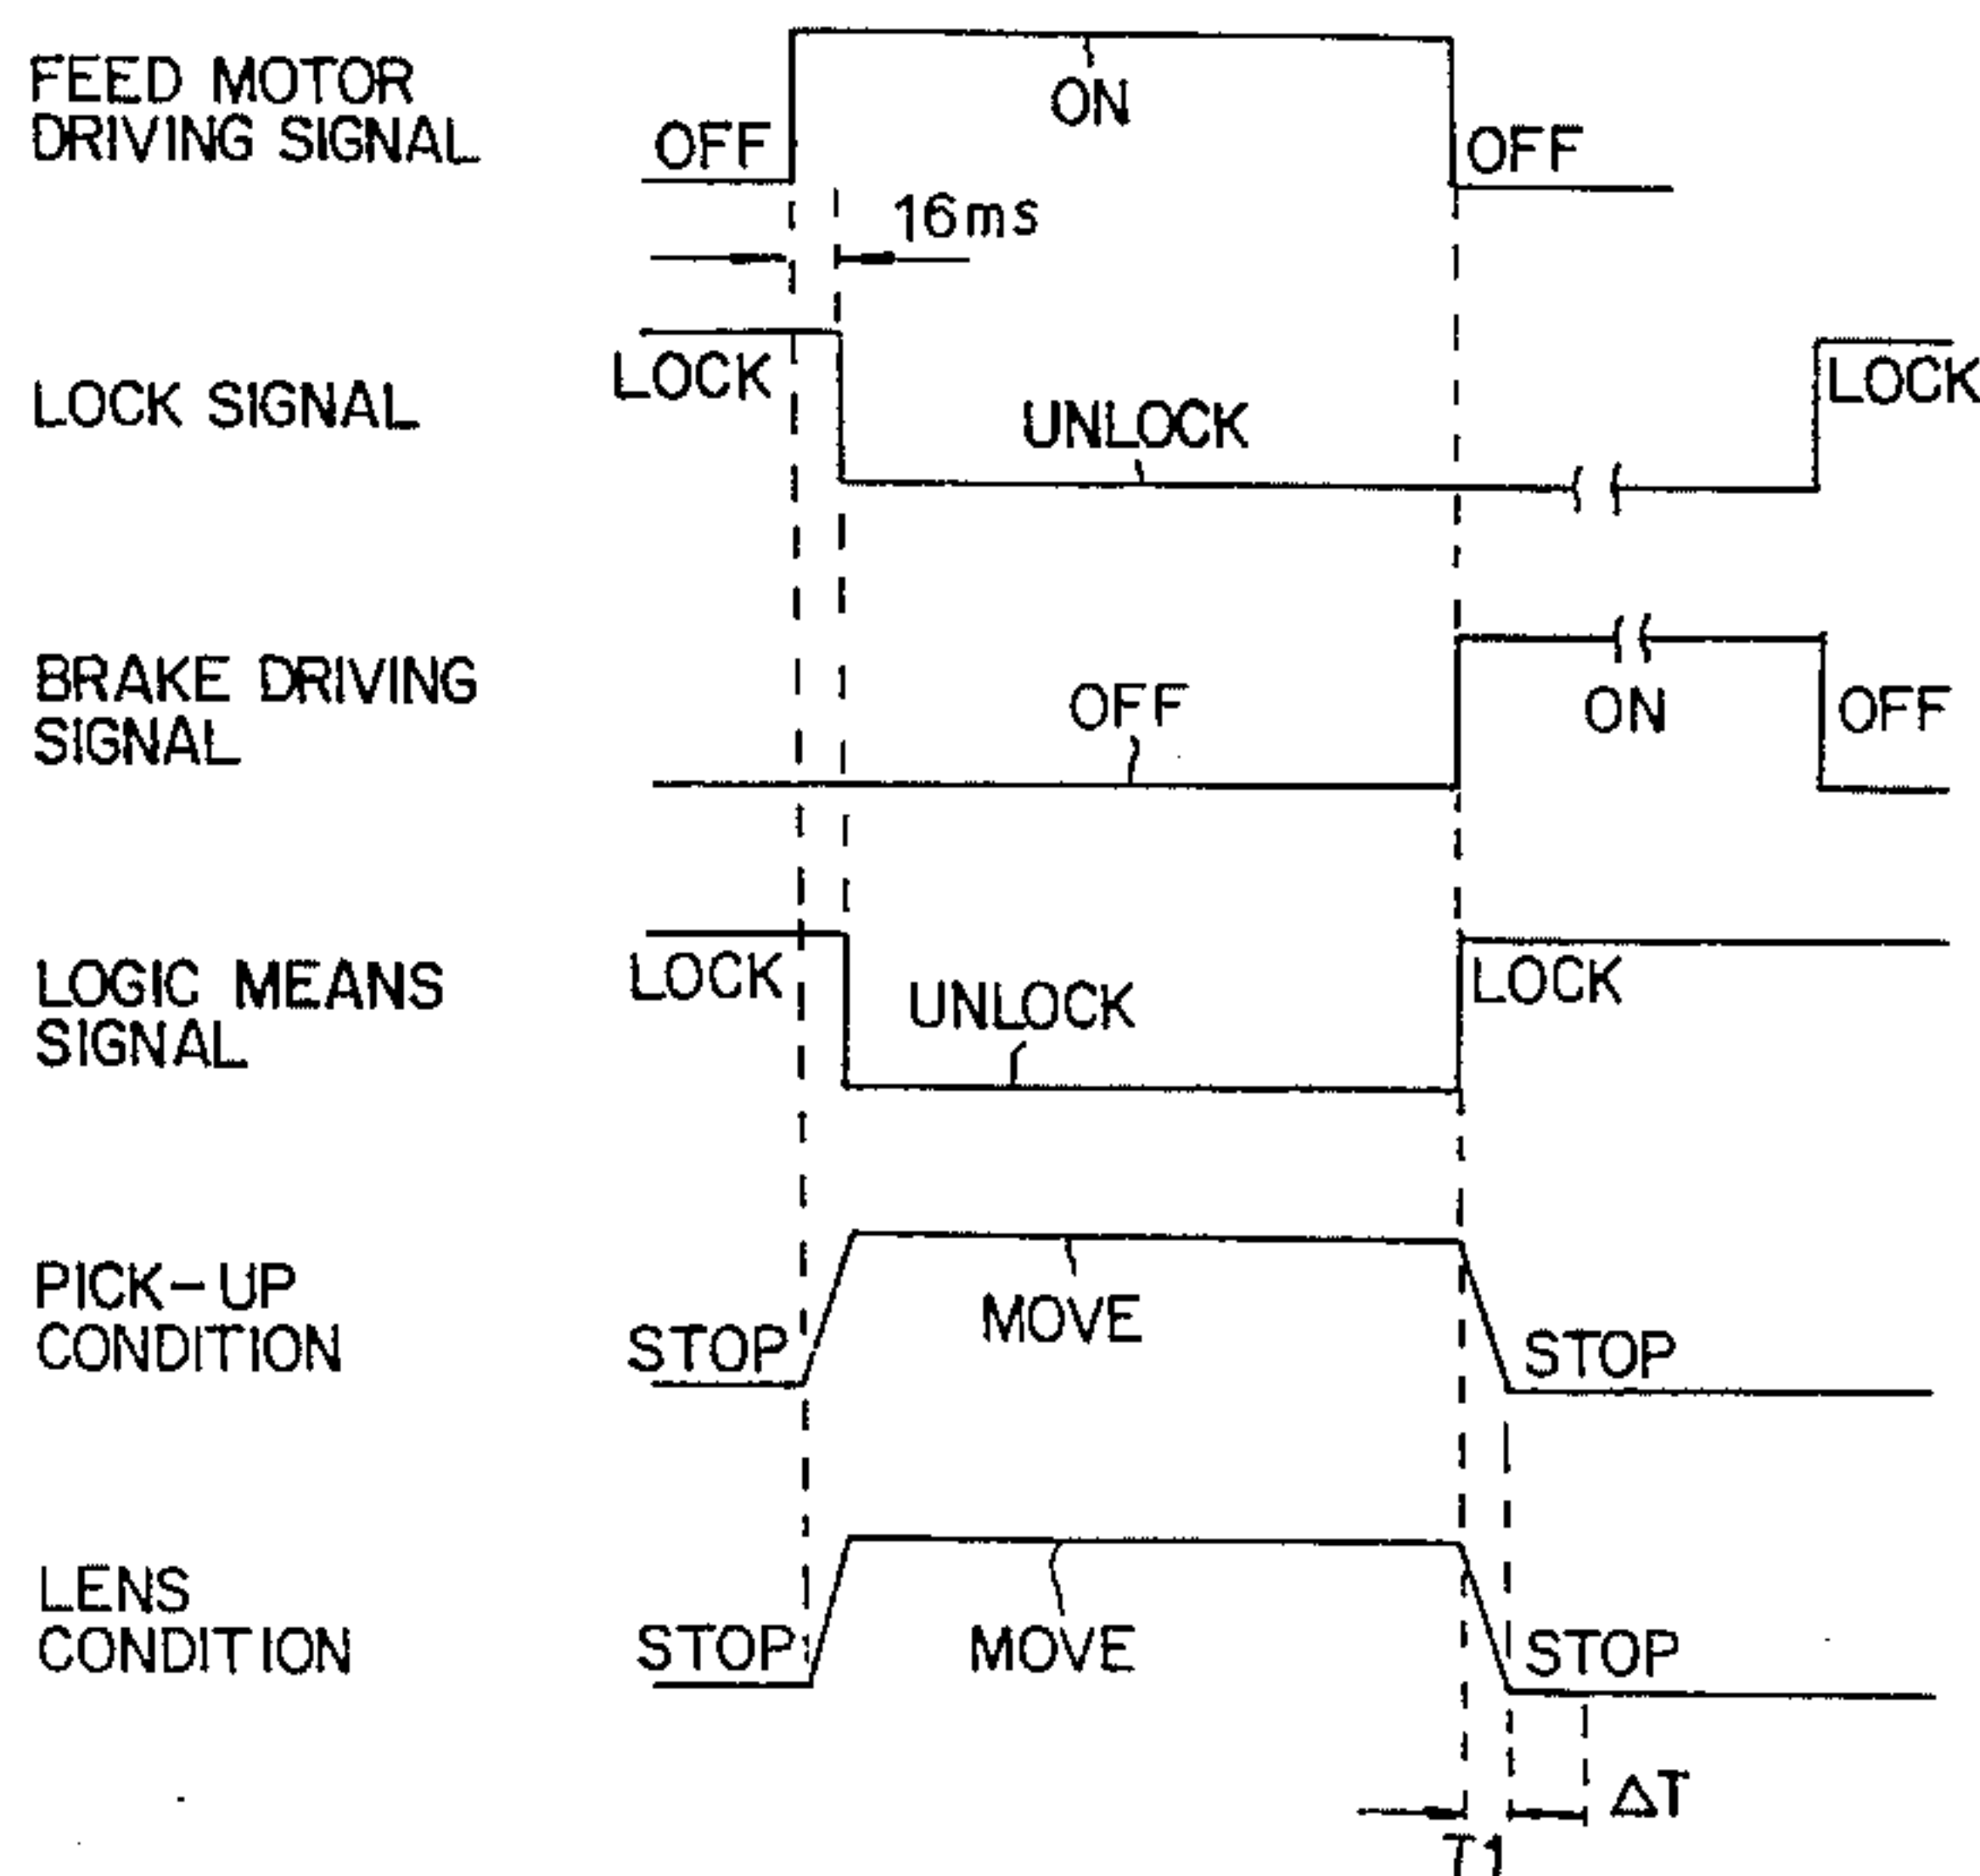 FEED MOTOR
DRIVING SIGNAL
OFF
ON
OFF
16ms
LOCK SIGNAL
LOCK
UNLOCK
LOCK
BRAKE DRIVING
SIGNAL
OFF
ON
OFF
LOGIC MEANS
SIGNAL
LOCK
UNLOCK
LOCK
PICK-UP
CONDITION
STOP
MOVE
STOP
LENS
CONDITION
STOP
MOVE
STOP
ΔT
T1